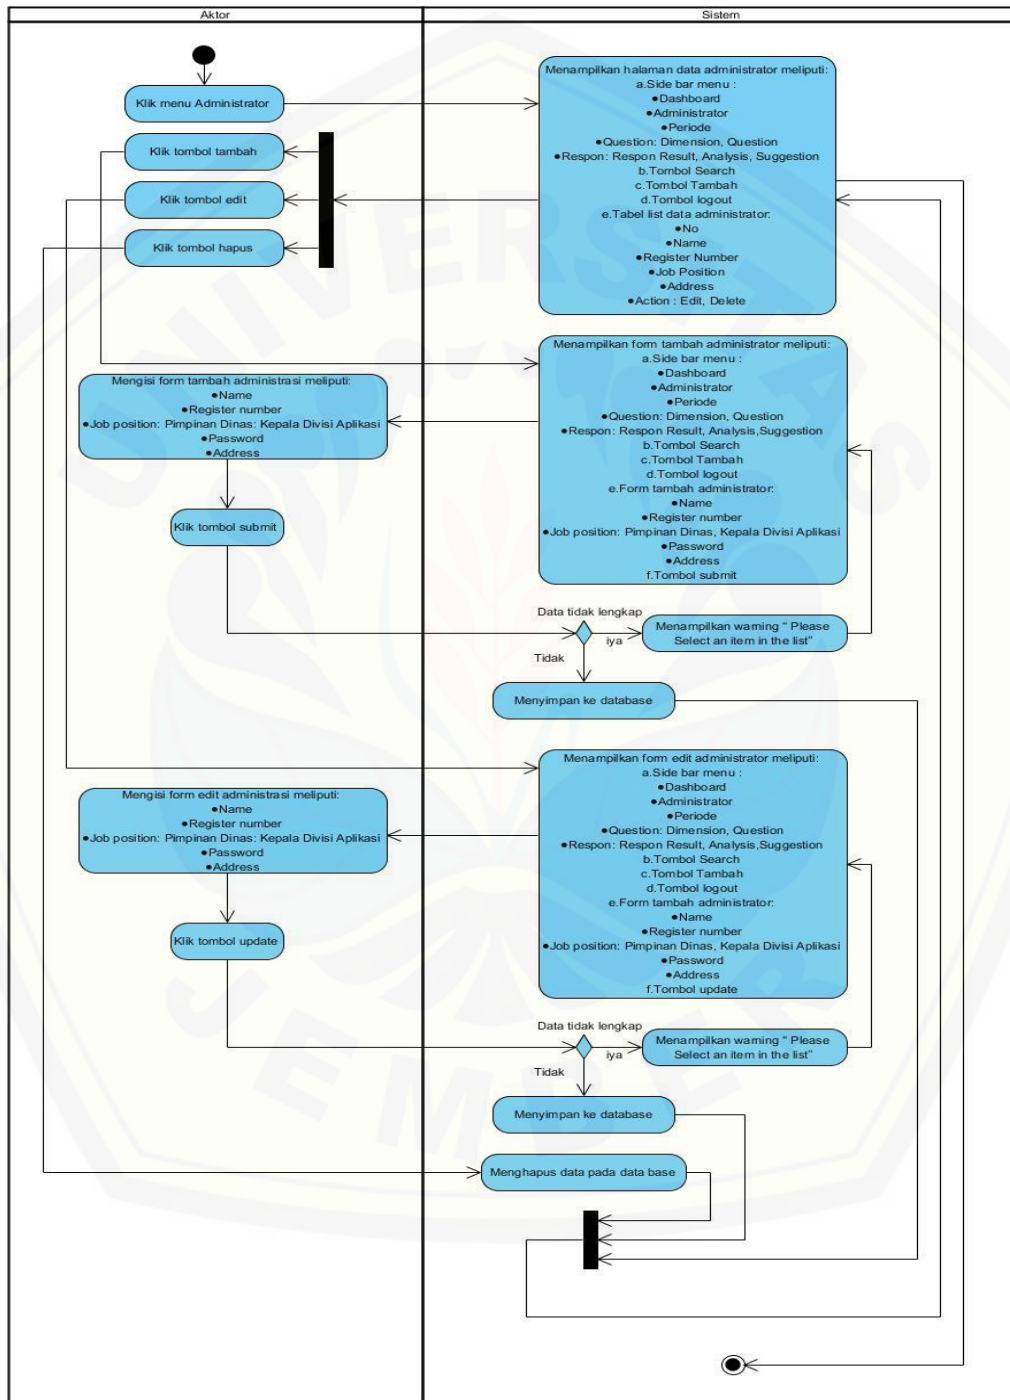 Aktor
Sistem
Klik menu Administrator
Klik tombol tambah
Klik tombol edit
Klik tombol hapus
Menampilkan halaman data administrator meliputi:
a.Side bar menu :
●Dashboard
●Administrator
●Periode
●Question: Dimension, Question
●Respon: Respon Result, Analysis, Suggestion
b.Tombol Search
c.Tombol Tambah
d.Tombol logout
e.Tabel list data administrator:
●No
●Name
●Register Number
●Job Position
●Address
●Action : Edit, Delete
Menampilkan form tambah administrator meliputi:
a.Side bar menu :
●Dashboard
●Administrator
●Periode
●Question: Dimension, Question
●Respon: Respon Result, Analysis,Suggestion
b.Tombol Search
c.Tombol Tambah
d.Tombol logout
e.Form tambah administrator:
●Name
●Register number
●Job position: Pimpinan Dinas, Kepala Divisi Aplikasi
●Password
●Address
f.Tombol submit
Mengisi form tambah administrasi meliputi:
●Name
●Register number
●Job position: Pimpinan Dinas: Kepala Divisi Aplikasi
●Password
●Address
Klik tombol submit
Data tidak lengkap
iya
Tidak
Menampilkan warning " Please
Select an item in the list"
Menyimpan ke database
Menampilkan form edit administrator meliputi:
a.Side bar menu :
●Dashboard
●Administrator
●Periode
●Question: Dimension, Question
●Respon: Respon Result, Analysis,Suggestion
b.Tombol Search
c.Tombol Tambah
d.Tombol logout
e.Form tambah administrator:
●Name
●Register number
●Job position: Pimpinan Dinas, Kepala Divisi Aplikasi
●Password
●Address
f.Tombol update
Mengisi form edit administrasi meliputi:
●Name
●Register number
●Job position: Pimpinan Dinas: Kepala Divisi Aplikasi
●Password
●Address
Klik tombol update
Data tidak lengkap
iya
Tidak
Menampilkan warning " Please
Select an item in the list"
Menyimpan ke database
Menghapus data pada data base
UNIVERSITAS
JEMBER